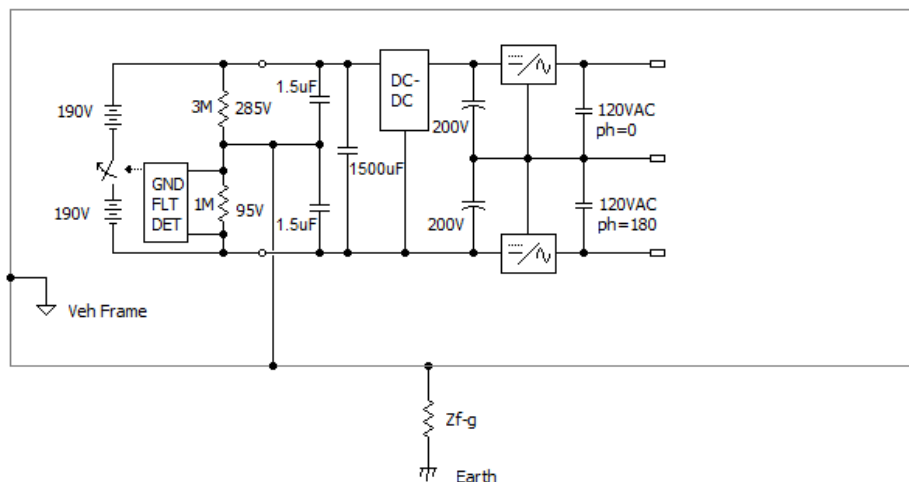 190V
190V
3M
285V
1M
95V
GND
FLT
DET
1.5uF
1.5uF
1500uF
DC-
DC
200V
200V
120VAC
ph=0
120VAC
ph=180
Veh Frame
Zf-g
Earth